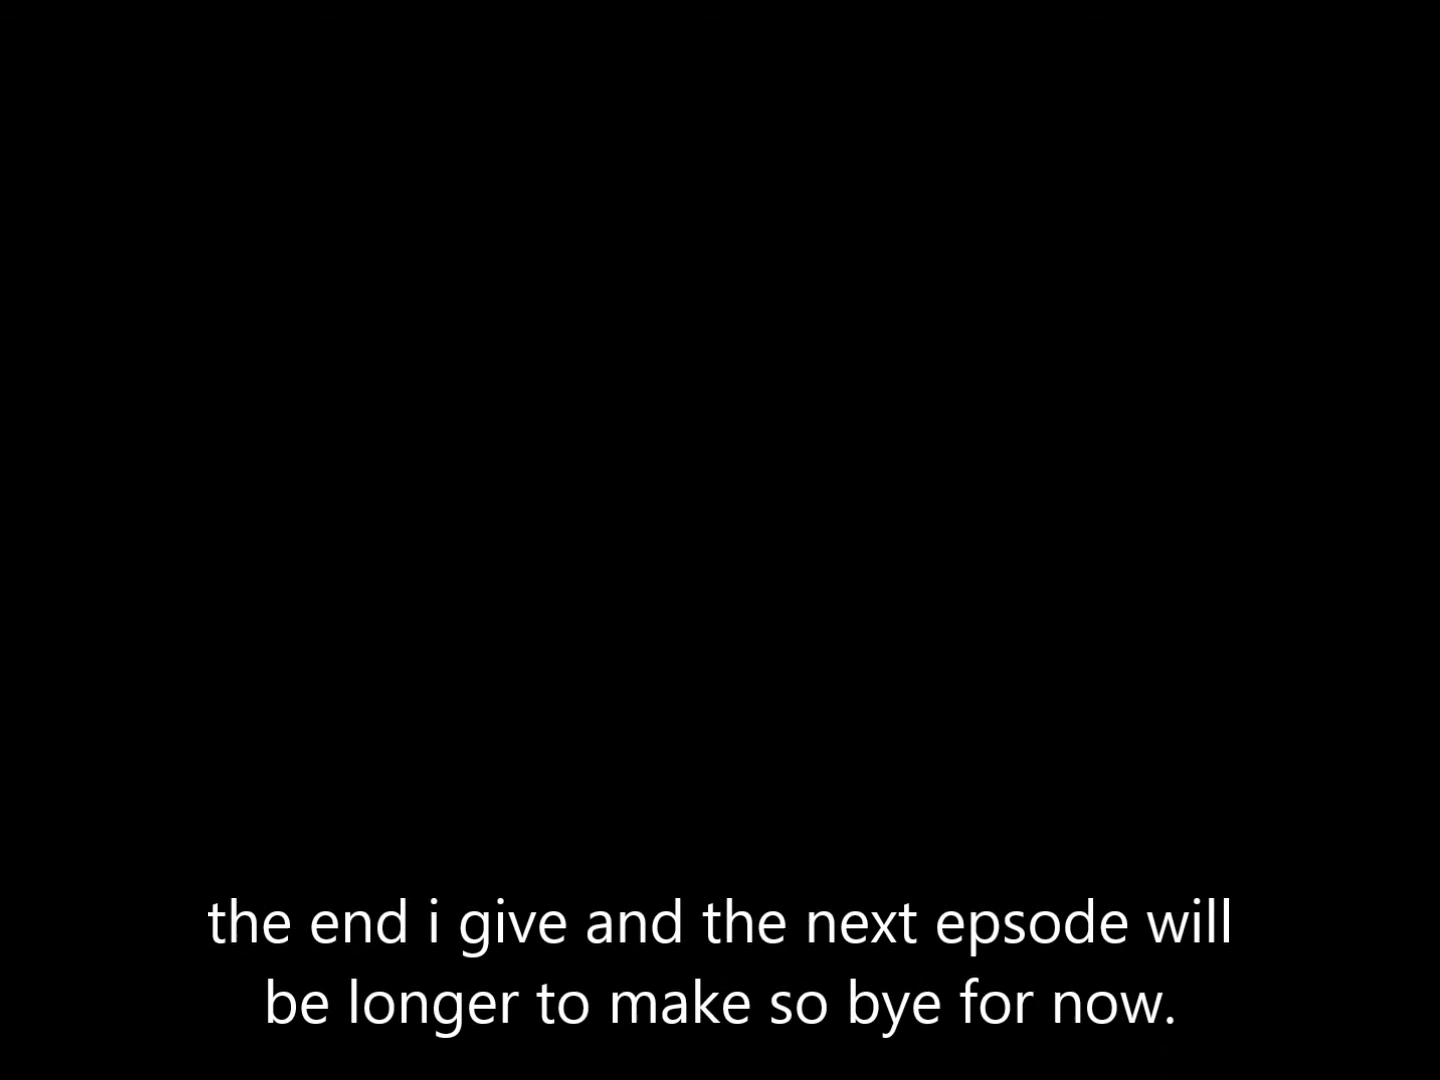 the end i give and the next epsode will
be longer to make so bye for now.